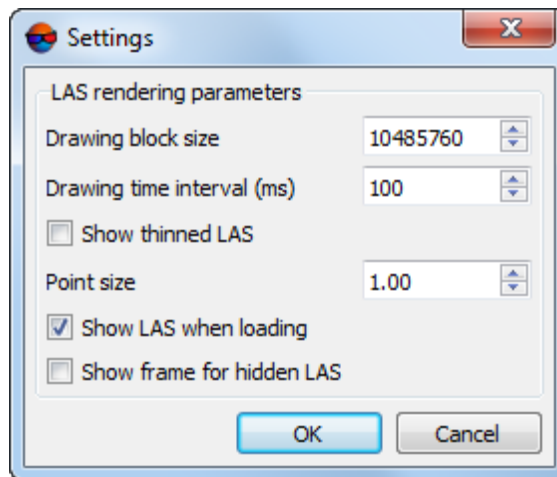 Settings
LAS rendering parameters
Drawing block size 10485760
Drawing time interval (ms) 100
Show thinned LAS
Point size 1.00
Show LAS when loading
Show frame for hidden LAS
OK Cancel